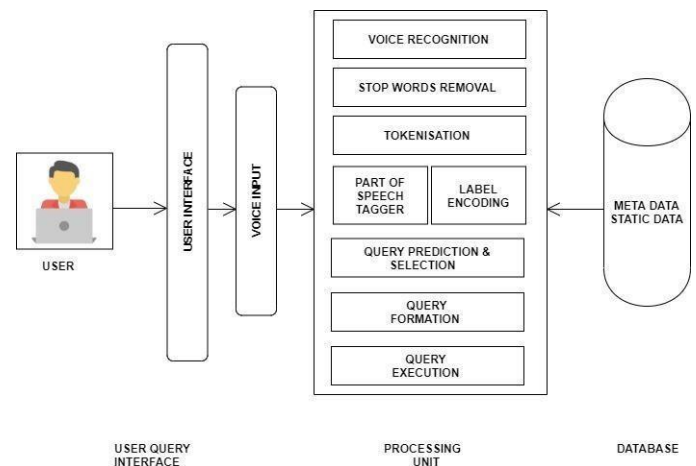 VOICE RECOGNITION
STOP WORDS REMOVAL
TOKENISATION
PART OF
SPEECH
TAGGER
LABEL
ENCODING
QUERY PREDICTION &
SELECTION
QUERY
FORMATION
QUERY
EXECUTION
USER
USER INTERFACE
VOICE INPUT
META DATA
STATIC DATA
USER QUERY
INTERFACE
PROCESSING
UNIT
DATABASE